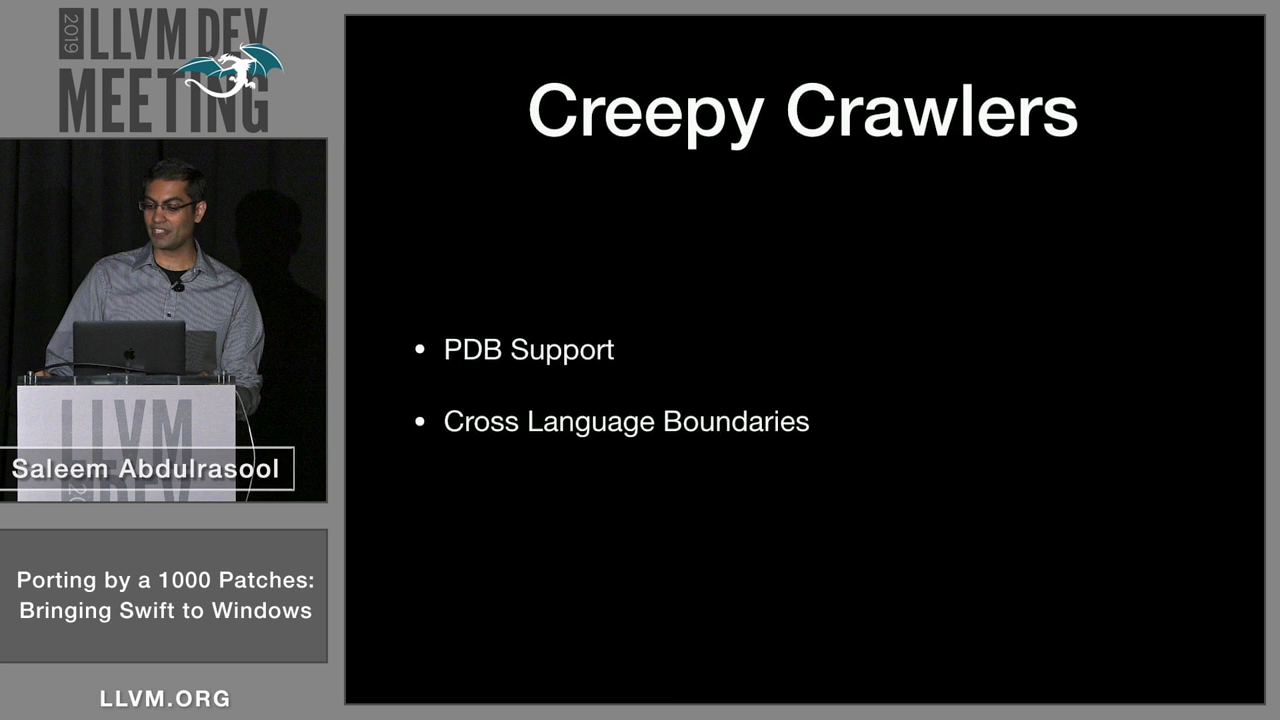 2019
LLVM DEV
MEETING
Creepy Crawlers
• PDB Support
• Cross Language Boundaries
LLVM
Saleem Abdulrasool
Porting by a 1000 Patches:
Bringing Swift to Windows
LLVM.ORG